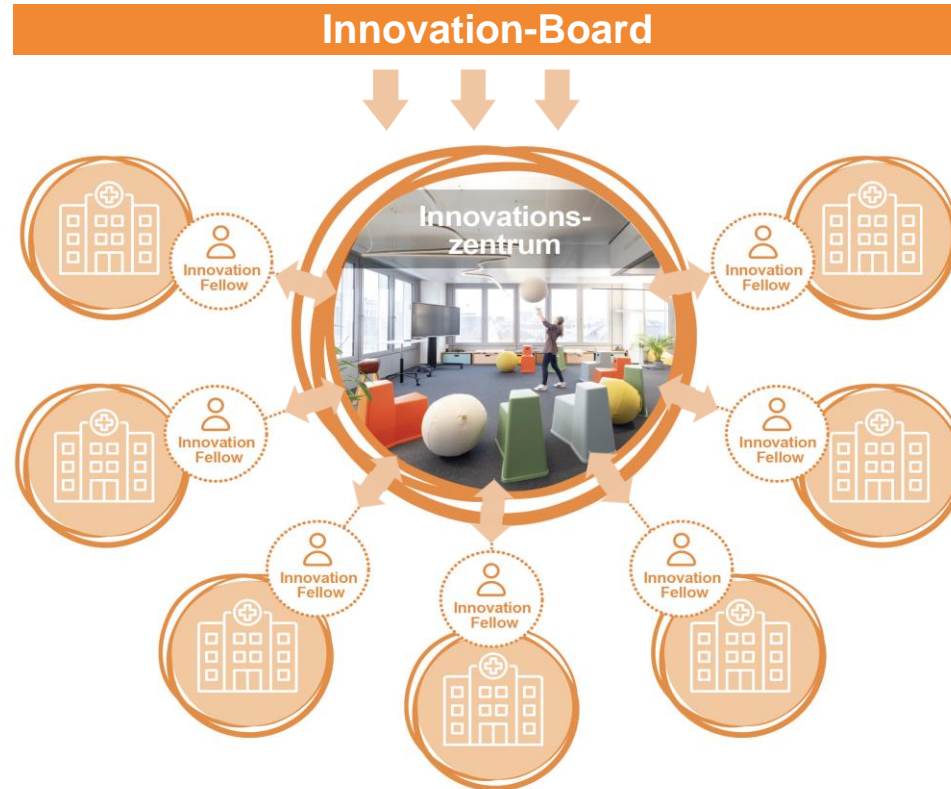 Innovation-Board
Innovations-
zentrum
Innovation
Fellow
Innovation
Fellow
Innovation
Fellow
Innovation
Fellow
Innovation
Fellow
Innovation
Fellow
Innovation
Fellow